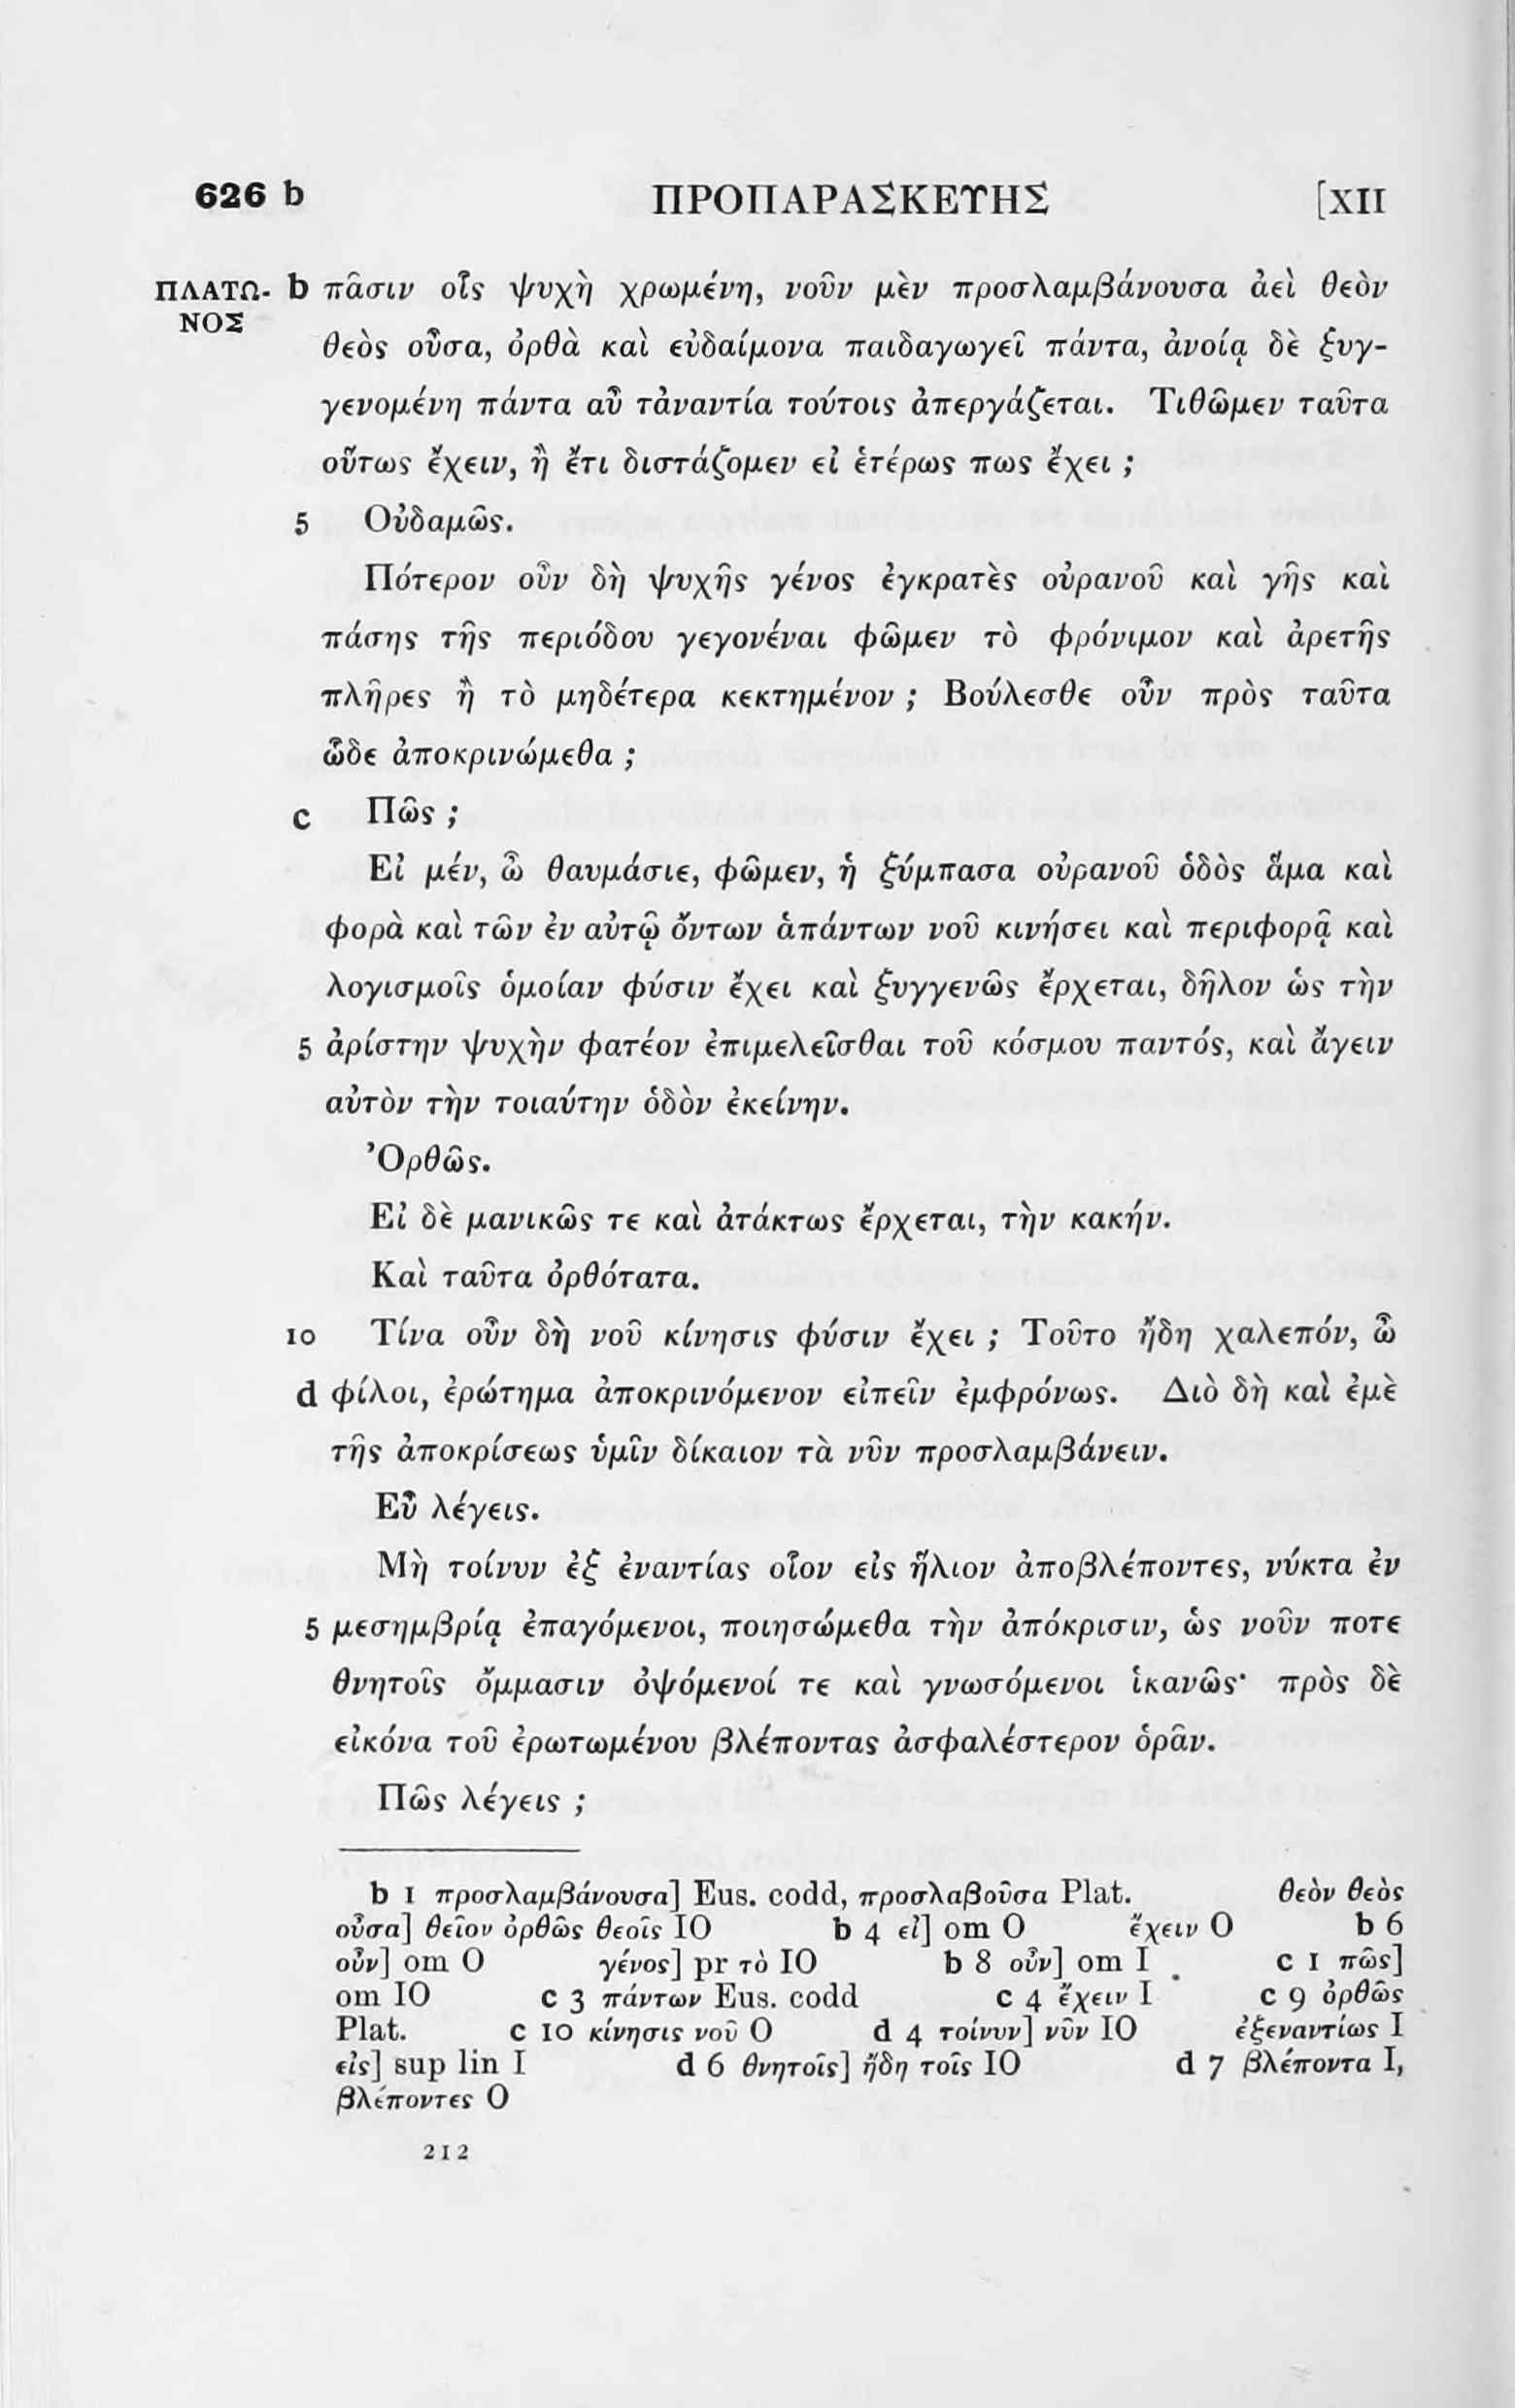 626 b ΠΡΟΠΑΡΑΣΚΕΥΗΣ [XII
ΠΛΑΤΩ- b πᾶσιν οἷς ψυχὴ χρωμένη, νοῦν μὲν προσλαμβάνουσα ἀεὶ θεὸν
ΝΟΣ
θεὸς οὖσα, ὀρθὰ καὶ εὐδαίμονα παιδαγωγεῖ πάντα, ἀνοίᾳ δὲ ξυγ-
γενομένη πάντα αὖ τἀναντία τούτοις ἀπεργάζεται. Τιθῶμεν ταῦτα
οὕτως ἔχειν, ἢ ἔτι διστάζομεν εἰ ἑτέρως πως ἔχει ;
5 Οὐδαμῶς.
Πότερον οὖν δὴ ψυχῆς γένος ἐγκρατὲς οὐρανοῦ καὶ γῆς καὶ
πάσης τῆς περιόδου γεγονέναι φῶμεν τὸ φρόνιμον καὶ ἀρετῆς
πλῆρες ἢ τὸ μηδέτερα κεκτημένον ; Βούλεσθε οὖν πρὸς ταῦτα
ὧδε ἀποκρινώμεθα ;
c Πῶς ;
Εἰ μέν, ὦ θαυμάσιε, φῶμεν, ἡ ξύμπασα οὐρανοῦ ὁδὸς ἅμα καὶ
φορὰ καὶ τῶν ἐν αὐτῷ ὄντων ἁπάντων νοῦ κινήσει καὶ περιφορᾷ καὶ
λογισμοῖς ὁμοίαν φύσιν ἔχει καὶ ξυγγενῶς ἔρχεται, δῆλον ὡς τὴν
5 ἀρίστην ψυχὴν φατέον ἐπιμελεῖσθαι τοῦ κόσμου παντός, καὶ ἄγειν
αὐτὸν τὴν τοιαύτην ὁδὸν ἐκείνην.
Ὀρθῶς.
Εἰ δὲ μανικῶς τε καὶ ἀτάκτως ἔρχεται, τὴν κακήν.
Καὶ ταῦτα ὀρθότατα.
10 Τίνα οὖν δὴ νοῦ κίνησις φύσιν ἔχει ; Τοῦτο ἤδη χαλεπόν, ὦ
d φίλοι, ἐρώτημα ἀποκρινόμενον εἰπεῖν ἐμφρόνως. Διὸ δὴ καὶ ἐμὲ
τῆς ἀποκρίσεως ὑμῖν δίκαιον τὰ νῦν προσλαμβάνειν.
Εὖ λέγεις.
Μὴ τοίνυν ἐξ ἐναντίας οἷον εἰς ἥλιον ἀποβλέποντες, νύκτα ἐν
5 μεσημβρίᾳ ἐπαγόμενοι, ποιησώμεθα τὴν ἀπόκρισιν, ὡς νοῦν ποτε
θνητοῖς ὄμμασιν ὀψόμενοί τε καὶ γνωσόμενοι ἱκανῶς· πρὸς δὲ
εἰκόνα τοῦ ἐρωτωμένου βλέποντας ἀσφαλέστερον ὁρᾶν.
Πῶς λέγεις ;
b 1 προσλαμβάνουσα] Eus. codd, προσλαβοῦσα Plat. θεὸν θεὸς
οὖσα] θεῖον ὀρθῶς θεοῖς IO b 4 εἰ] om O ἔχειν O b 6
οὖν] om O γένος] pr τὸ IO b 8 οὖν] om I c 1 πῶς]
om IO c 3 πάντων Eus. codd c 4 ἔχειν I c 9 ὀρθῶς
Plat. c 10 κίνησις νοῦ O d 4 τοίνυν] νῦν IO ἐξεναντίως I
εἰς] sup lin I d 6 θνητοῖς] ἤδη τοῖς IO d 7 βλέποντα I,
βλέποντες O
212